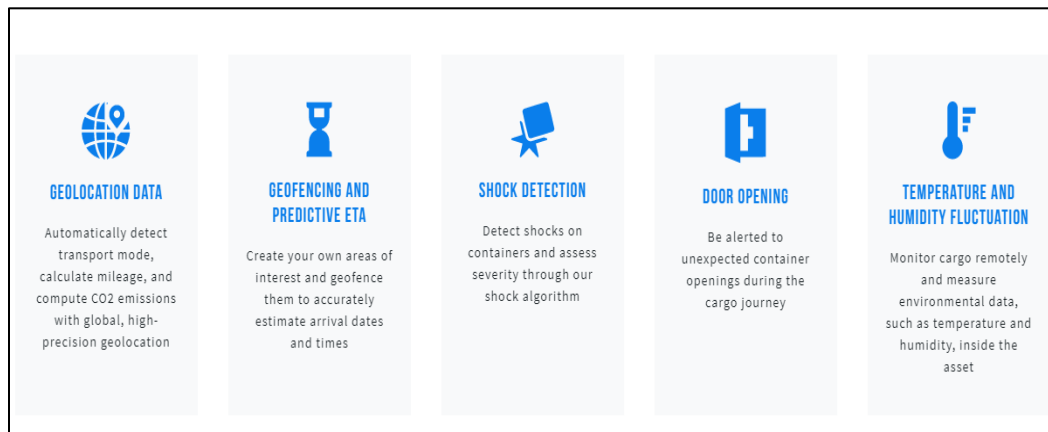 GEOLOCATION DATA
Automatically detect
transport mode,
calculate mileage, and
compute CO2 emissions
with global, high-
precision geolocation
GEOFENCING AND
PREDICTIVE ETA
Create your own areas of
interest and geofence
them to accurately
estimate arrival dates
and times
SHOCK DETECTION
Detect shocks on
containers and assess
severity through our
shock algorithm
DOOR OPENING
Be alerted to
unexpected container
openings during the
cargo journey
TEMPERATURE AND
HUMIDITY FLUCTUATION
Monitor cargo remotely
and measure
environmental data,
such as temperature and
humidity, inside the
asset